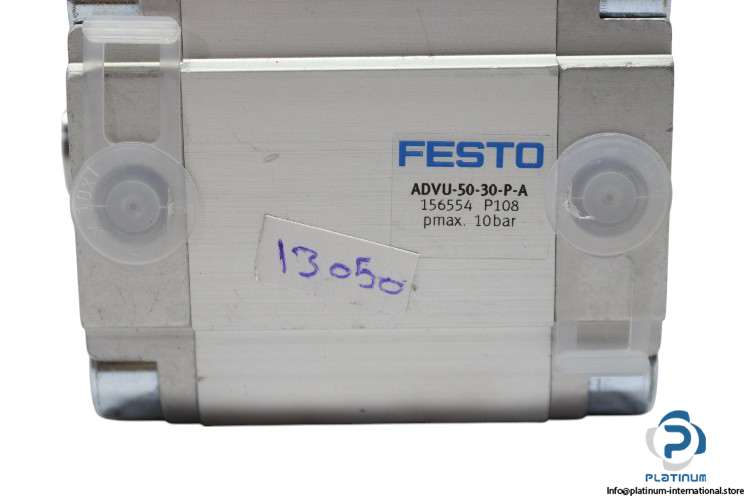 FESTO
ADVU-50-30-P-A
156554 P108
pmax. 10bar
13050
PLATINUM
Info@platinum-international.store